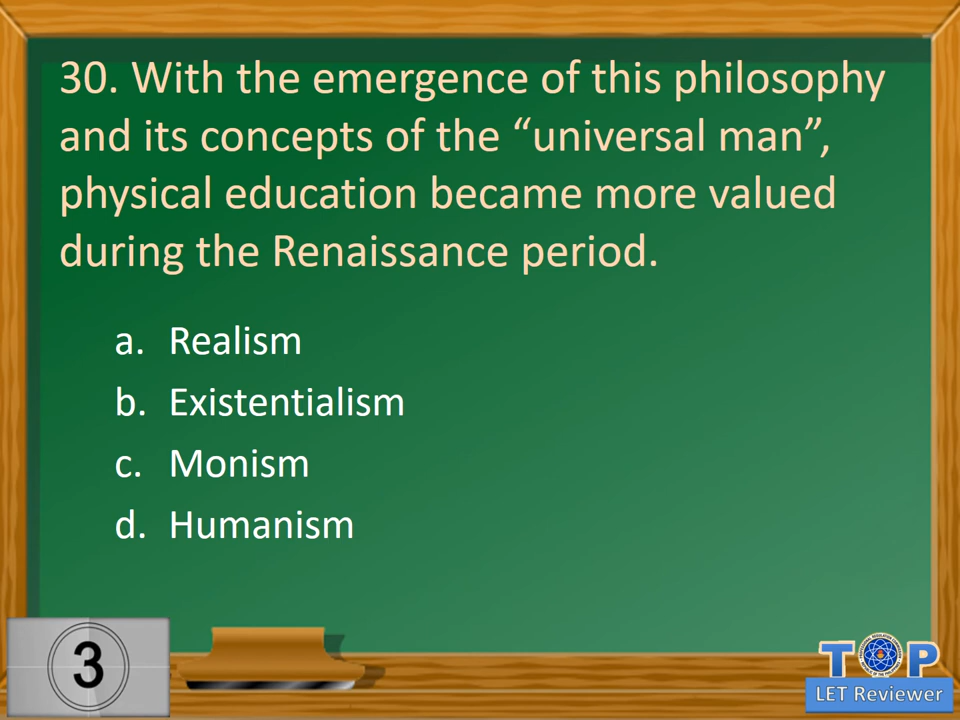 30. With the emergence of this philosophy
and its concepts of the “universal man”,
physical education became more valued
during the Renaissance period.
a. Realism
b. Existentialism
c. Monism
d. Humanism
3
TOP
LET Reviewer